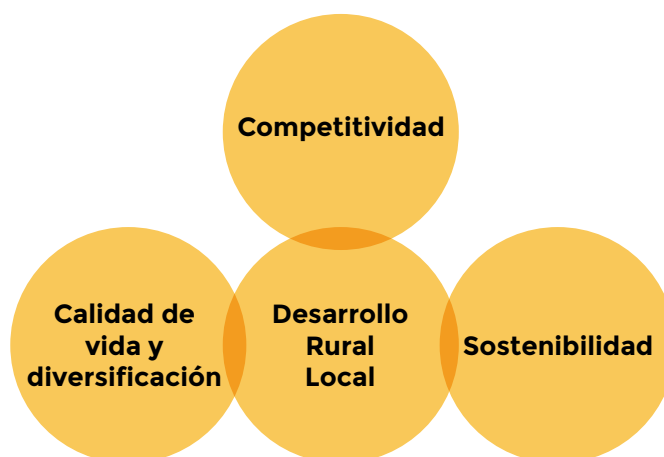 Competitividad
Calidad de
vida y
diversificación
Desarrollo
Rural
Local
Sostenibilidad